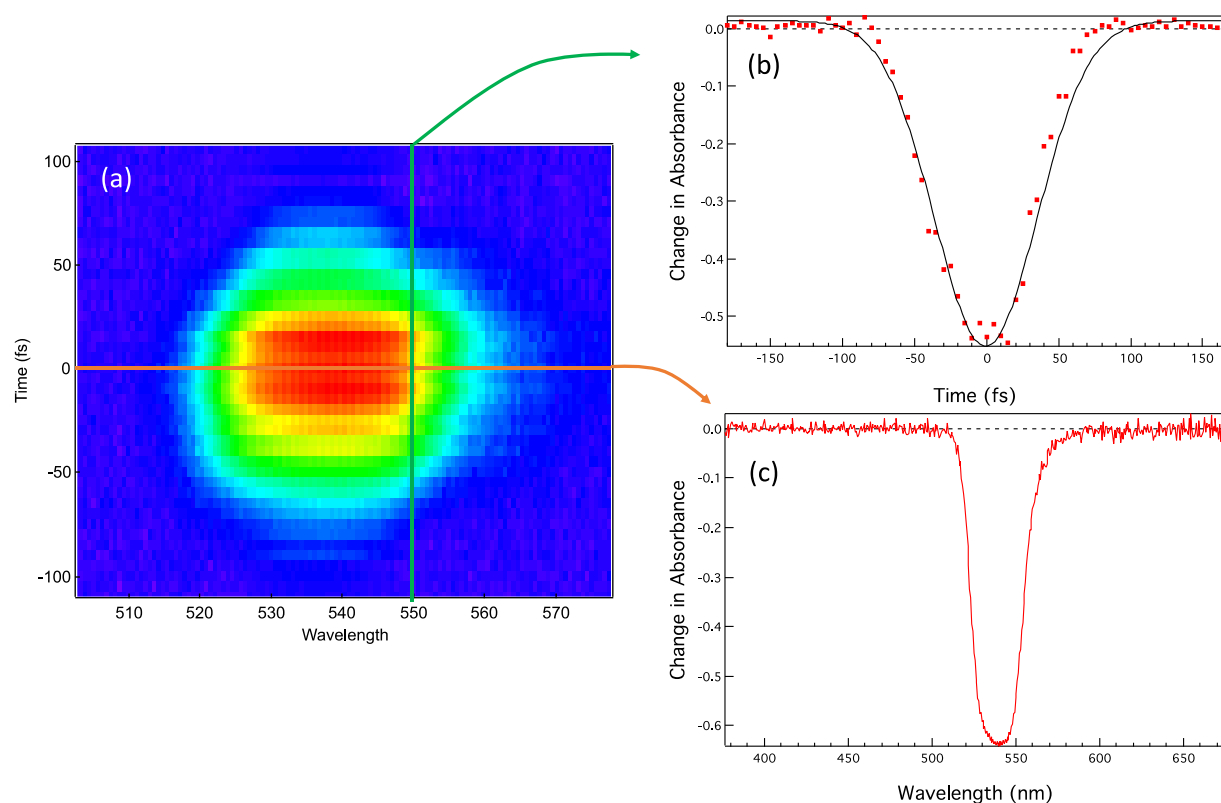 (a)
100
50
0
-50
-100
Time (fs)
510 520 530 540 550 560 570
Wavelength
(b)
0.0
-0.1
-0.2
-0.3
-0.4
-0.5
Change in Absorbance
-150 -100 -50 0 50 100 150
Time (fs)
(c)
0.0
-0.1
-0.2
-0.3
-0.4
-0.5
-0.6
Change in Absorbance
400 450 500 550 600 650
Wavelength (nm)